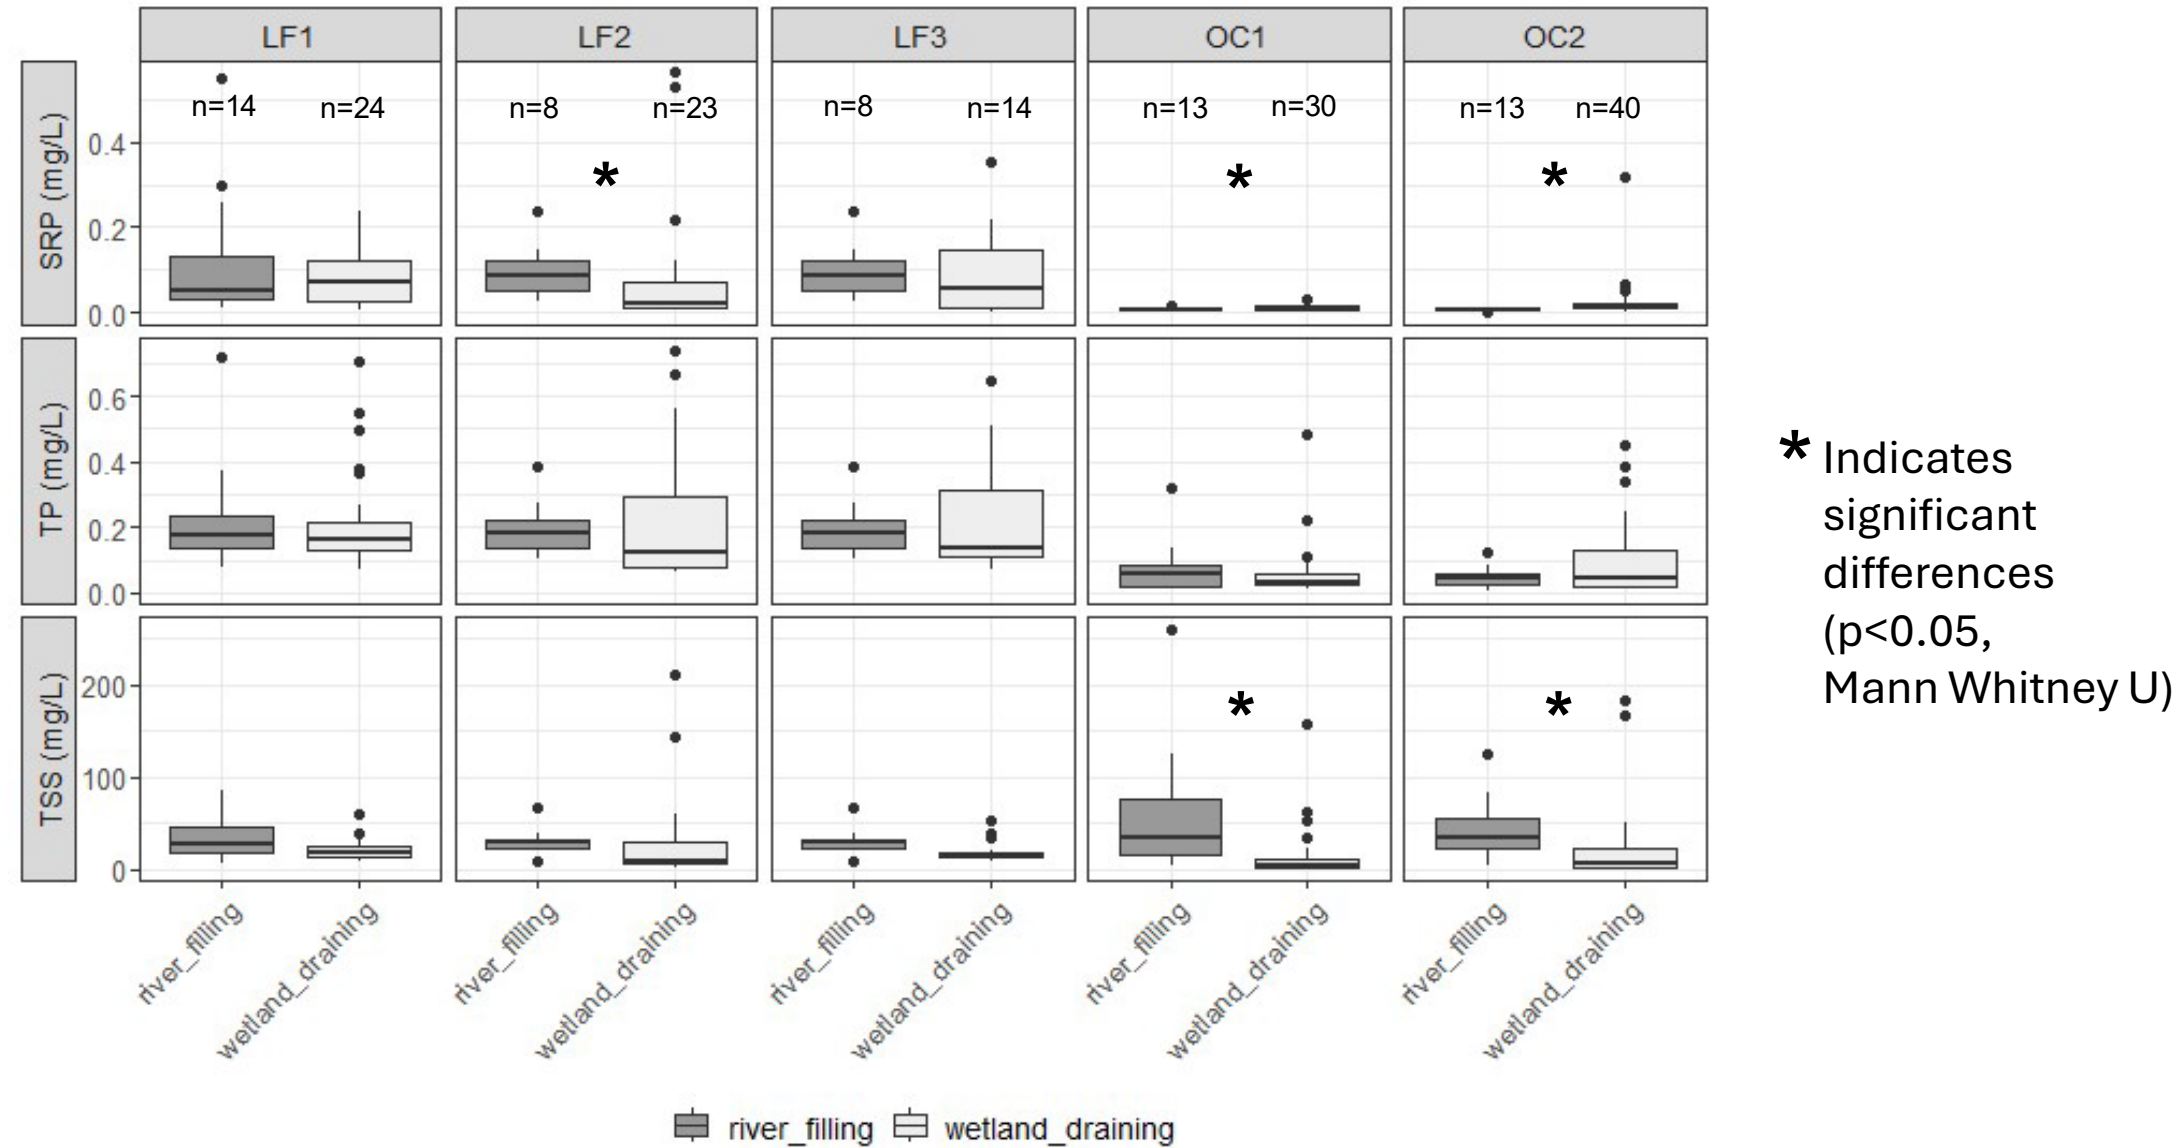 LF1 LF2 LF3 OC1 OC2
SRP (mg/L)
0.4
0.2
0.0
n=14 n=24 n=8 n=23 n=8 n=14 n=13 n=30 n=13 n=40
* * *
TP (mg/L)
0.6
0.4
0.2
0.0
TSS (mg/L)
200
100
0
* *
river_filling wetland_draining river_filling wetland_draining river_filling wetland_draining river_filling wetland_draining river_filling wetland_draining
river_filling wetland_draining
* Indicates
significant
differences
(p<0.05,
Mann Whitney U)